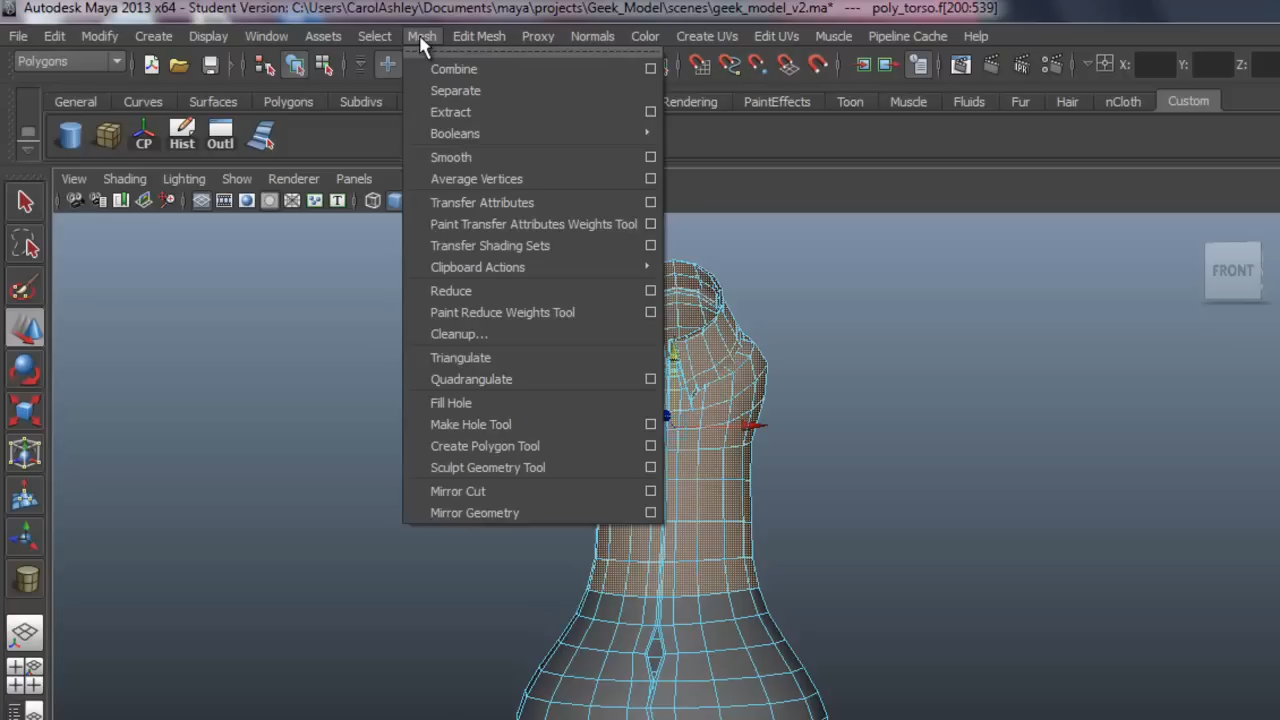 Autodesk Maya 2013 x64 - Student Version: C:\Users\CarolAshley\Documents\maya\projects\Geek_Model\scenes\geek_model_v2.ma* --- poly_torso.f[200:539]
File Edit Modify Create Display Window Assets Select Mesh Edit Mesh Proxy Normals Color Create UVs Edit UVs Muscle Pipeline Cache Help
Polygons X: Y: Z:
General Curves Surfaces Polygons Subdivs Rendering PaintEffects Toon Muscle Fluids Fur Hair nCloth Custom
CP Hist Outl
View Shading Lighting Show Renderer Panels
Combine
Separate
Extract
Booleans
Smooth
Average Vertices
Transfer Attributes
Paint Transfer Attributes Weights Tool
Transfer Shading Sets
Clipboard Actions
Reduce
Paint Reduce Weights Tool
Cleanup...
Triangulate
Quadrangulate
Fill Hole
Make Hole Tool
Create Polygon Tool
Sculpt Geometry Tool
Mirror Cut
Mirror Geometry
FRONT